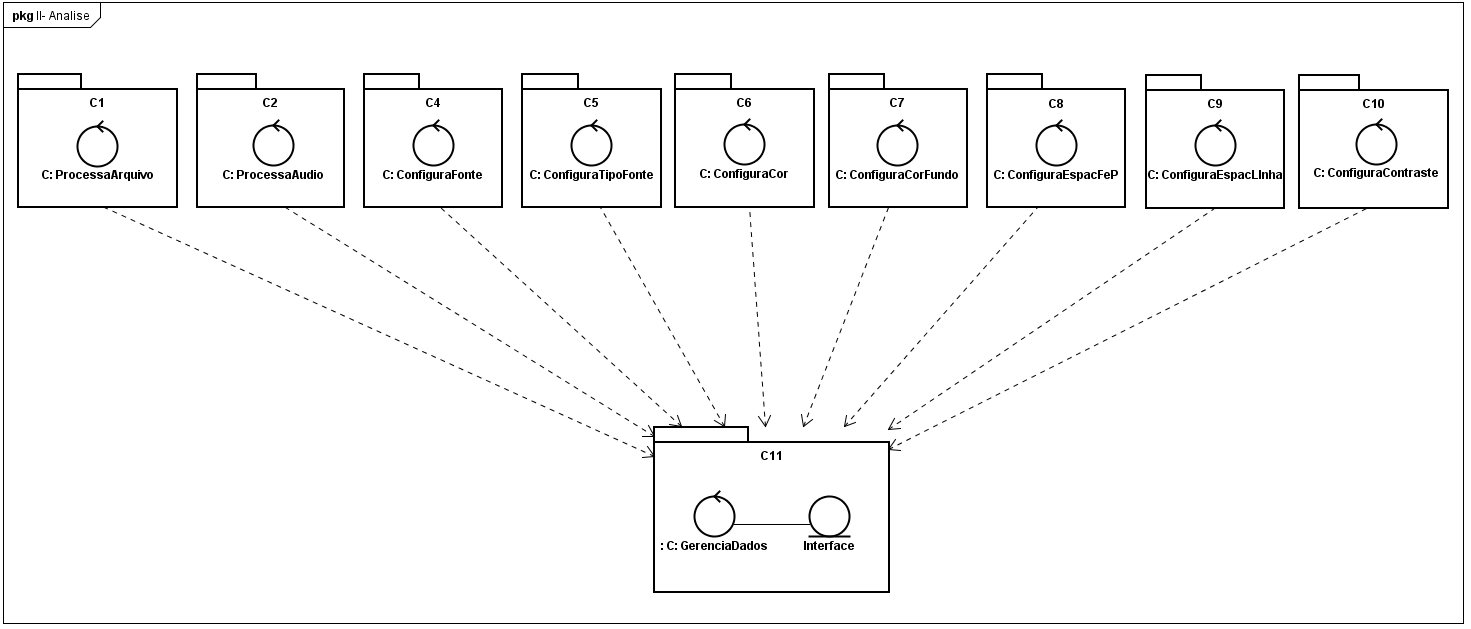 pkg II- Analise
C1
C: ProcessaArquivo
C2
C: ProcessaAudio
C4
C: ConfiguraFonte
C5
C: ConfiguraTipoFonte
C6
C: ConfiguraCor
C7
C: ConfiguraCorFundo
C8
C: ConfiguraEspacFeP
C9
C: ConfiguraEspacLInha
C10
C: ConfiguraContraste
C11
: C: GerenciaDados
Interface